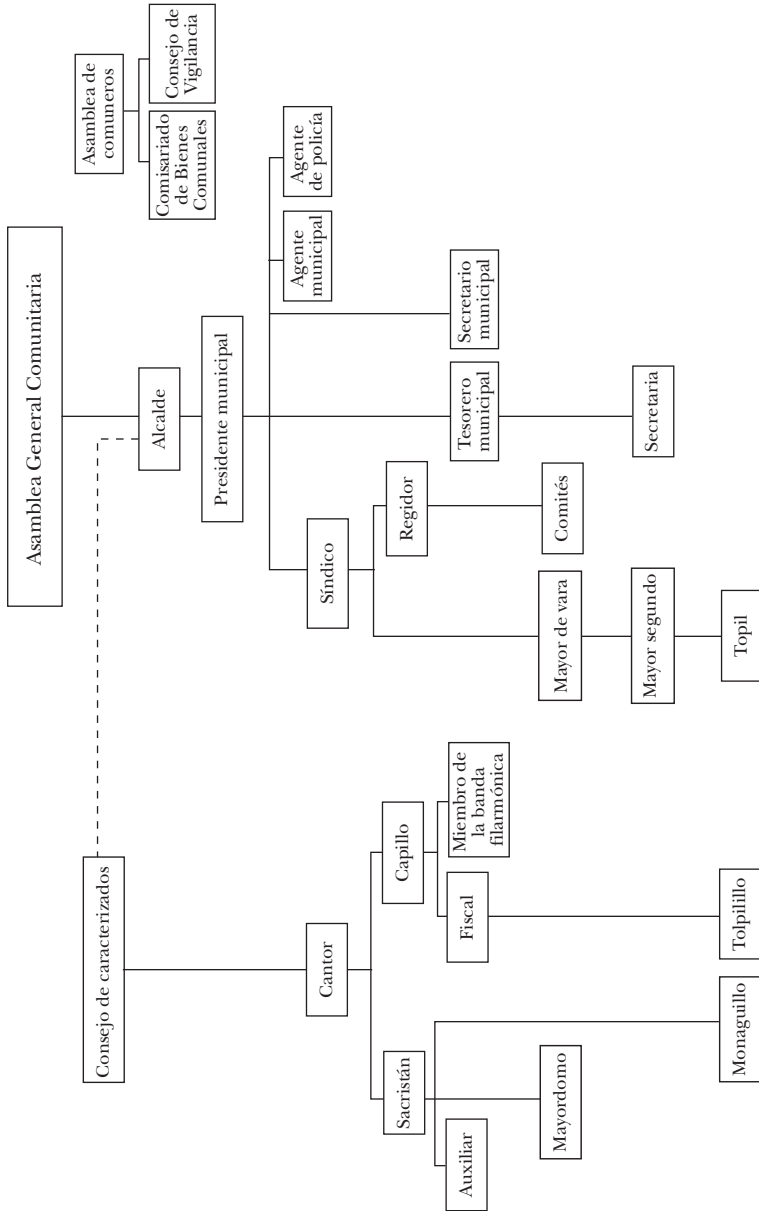 Asamblea General Comunitaria
Asamblea de
comuneros
Consejo de caracterizados
Alcalde
Comisariado
de Bienes
Comunales
Consejo de
Vigilancia
Presidente municipal
Cantor
Síndico
Agente
municipal
Agente
de policía
Sacristán
Capillo
Regidor
Auxiliar
Fiscal
Miembro de
la banda
filarmónica
Tesorero
municipal
Secretario
municipal
Mayordomo
Mayor de vara
Comités
Mayor segundo
Secretaria
Monaguillo
Tolpilillo
Topil